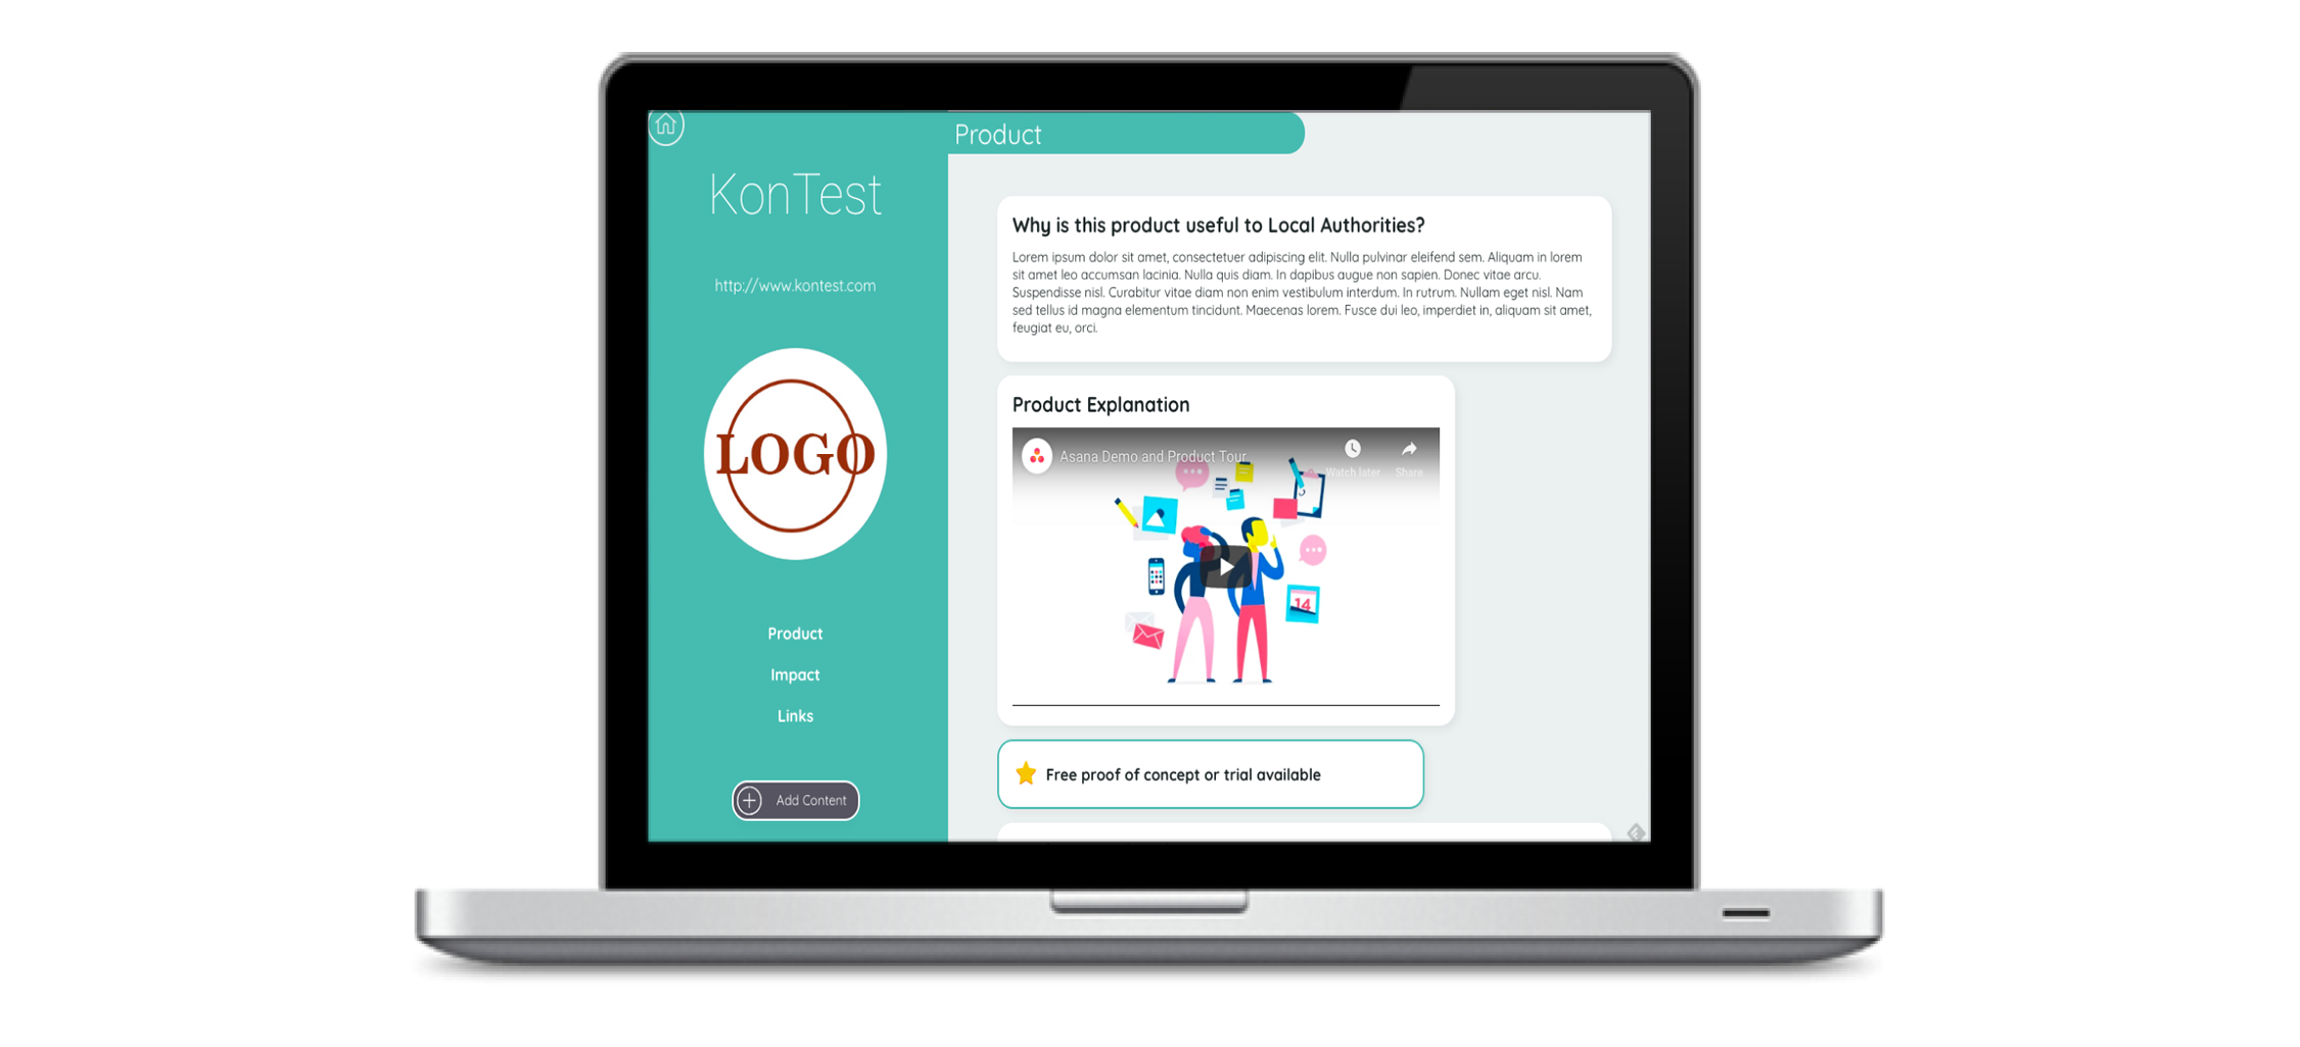 Product
KonTest
http://www.kontest.com
LOGO
Product
Impact
Links
Add Content
Why is this product useful to Local Authorities?
Lorem ipsum dolor sit amet, consectetuer adipiscing elit. Nulla pulvinar eleifend sem. Aliquam in lorem
sit amet leo accumsan lacinia. Nulla quis diam. In dapibus augue non sapien. Donec vitae arcu.
Suspendisse nisl. Curabitur vitae diam non enim vestibulum interdum. In rutrum. Nullam eget nisl. Nam
sed tellus id magna elementum tincidunt. Maecenas lorem. Fusce dui leo, imperdiet in, aliquam sit amet,
feugiat eu, orci.
Product Explanation
Asana Demo and Product Tour
Watch later
Share
14
Free proof of concept or trial available